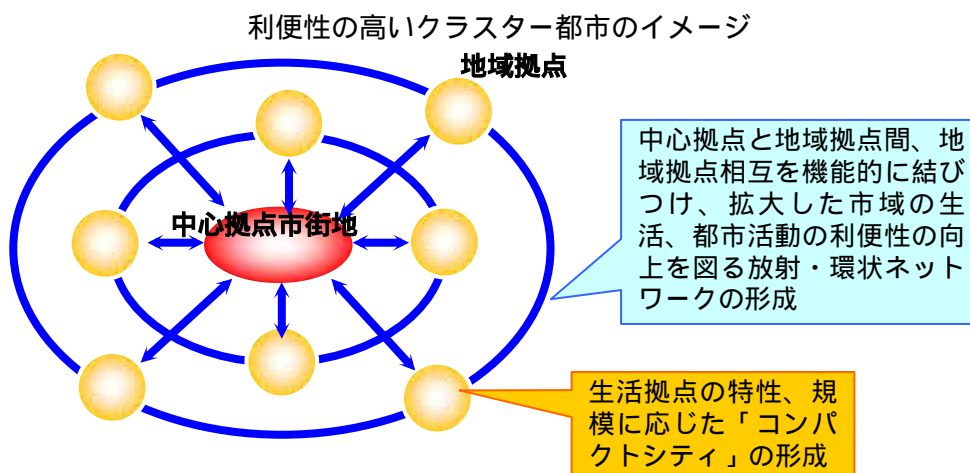 利便性の高いクラスター都市のイメージ
地域拠点
中心拠点市街地
中心拠点と地域拠点間、地
域拠点相互を機能的に結び
つけ、拡大した市域の生
活、都市活動の利便性の向
上を図る放射・環状ネット
ワークの形成
生活拠点の特性、規
模に応じた「コンパ
クトシティ」の形成